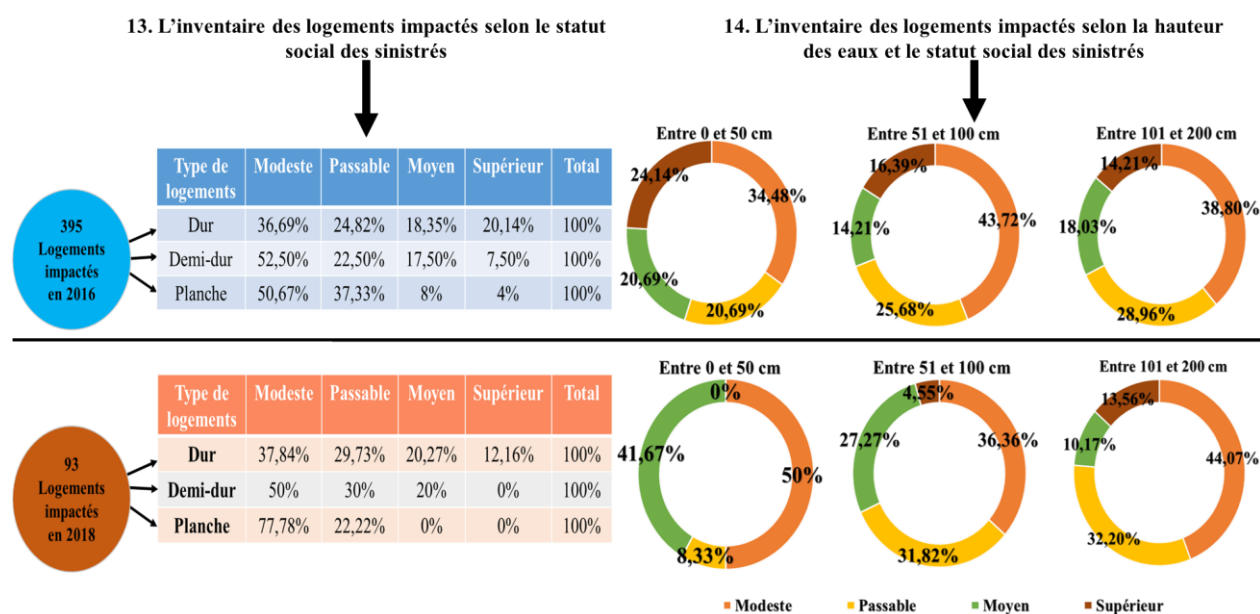 13. L'inventaire des logements impactés selon le statut
social des sinistrés
14. L'inventaire des logements impactés selon la hauteur
des eaux et le statut social des sinistrés
395
Logements
impactés
en 2016
Type de
logements
Modeste Passable Moyen Supérieur Total
Dur 36,69% 24,82% 18,35% 20,14% 100%
Demi-dur 52,50% 22,50% 17,50% 7,50% 100%
Planche 50,67% 37,33% 8% 4% 100%
Entre 0 et 50 cm
24,14%
34,48%
20,69%
20,69%
Entre 51 et 100 cm
16,39%
43,72%
14,21%
25,68%
Entre 101 et 200 cm
14,21%
38,80%
18,03%
28,96%
93
Logements
impactés
en 2018
Type de
logements
Modeste Passable Moyen Supérieur Total
Dur 37,84% 29,73% 20,27% 12,16% 100%
Demi-dur 50% 30% 20% 0% 100%
Planche 77,78% 22,22% 0% 0% 100%
Entre 0 et 50 cm
0%
41,67%
50%
8,33%
Entre 51 et 100 cm
4,55%
27,27%
36,36%
31,82%
Entre 101 et 200 cm
13,56%
10,17%
44,07%
32,20%
Modeste Passable Moyen Supérieur